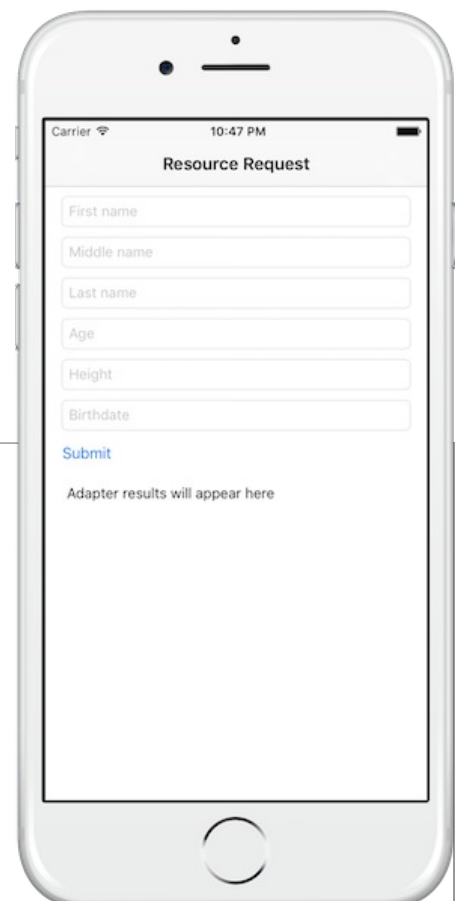 Carrier 10:47 PM
Resource Request
First name
Middle name
Last name
Age
Height
Birthdate
Submit
Adapter results will appear here